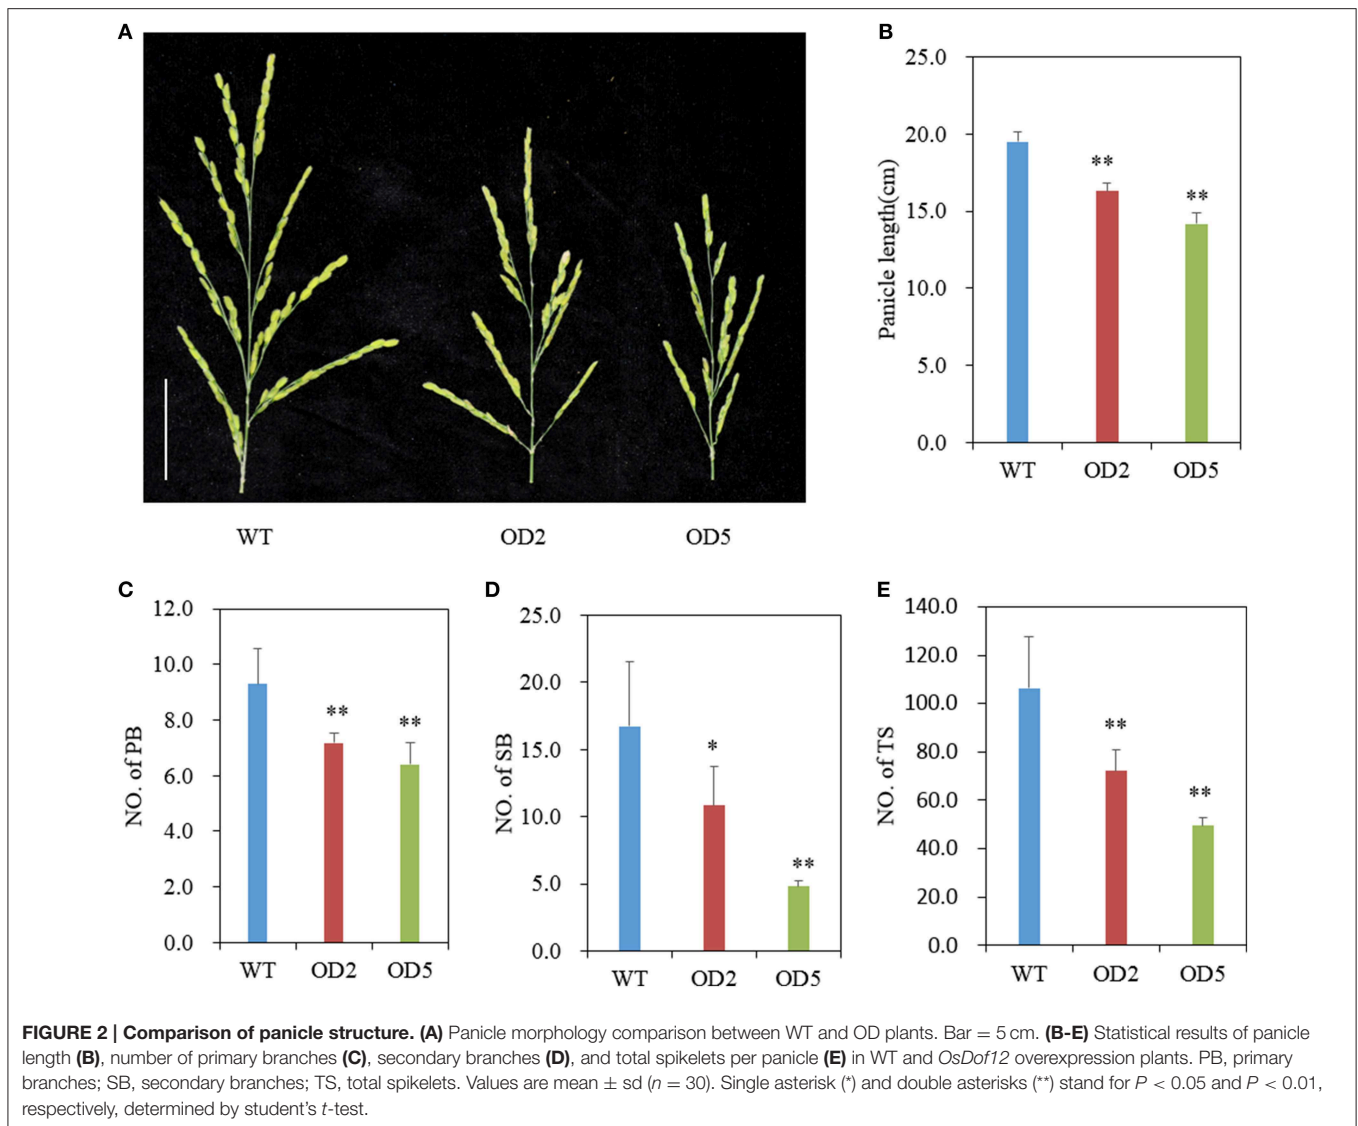 A
WT
OD2
OD5
B
25.0
20.0
15.0
10.0
5.0
0.0
Panicle length(cm)
**
**
WT
OD2
OD5
C
12.0
10.0
8.0
6.0
4.0
2.0
0.0
NO. of PB
**
**
WT
OD2
OD5
D
25.0
20.0
15.0
10.0
5.0
0.0
NO. of SB
*
**
WT
OD2
OD5
E
140.0
120.0
100.0
80.0
60.0
40.0
20.0
0.0
NO. of TS
**
**
WT
OD2
OD5
FIGURE 2 | Comparison of panicle structure. (A) Panicle morphology comparison between WT and OD plants. Bar = 5 cm. (B-E) Statistical results of panicle
length (B), number of primary branches (C), secondary branches (D), and total spikelets per panicle (E) in WT and OsDof12 overexpression plants. PB, primary
branches; SB, secondary branches; TS, total spikelets. Values are mean ± sd (n = 30). Single asterisk (*) and double asterisks (**) stand for P < 0.05 and P < 0.01,
respectively, determined by student's t-test.